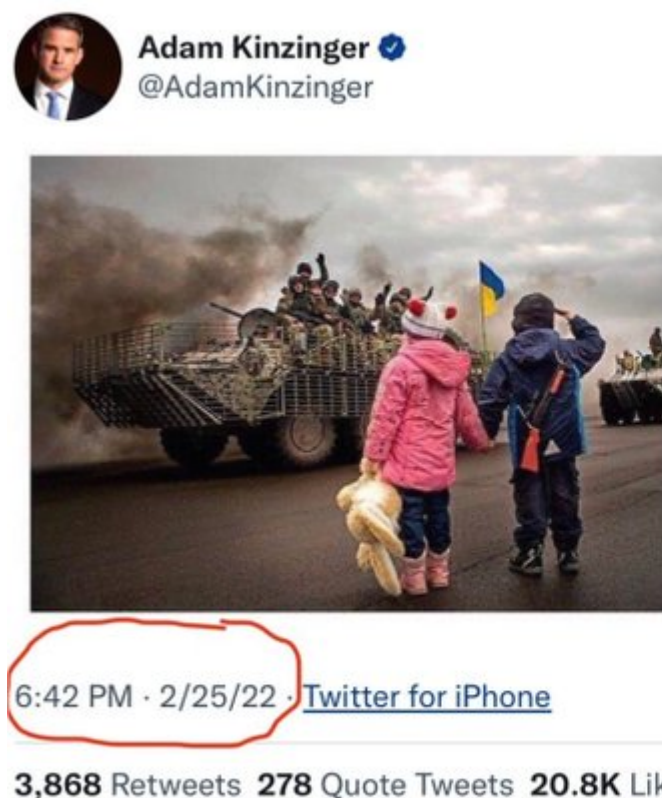 Adam Kinzinger
@AdamKinzinger
6:42 PM · 2/25/22 · Twitter for iPhone
3,868 Retweets 278 Quote Tweets 20.8K Lik